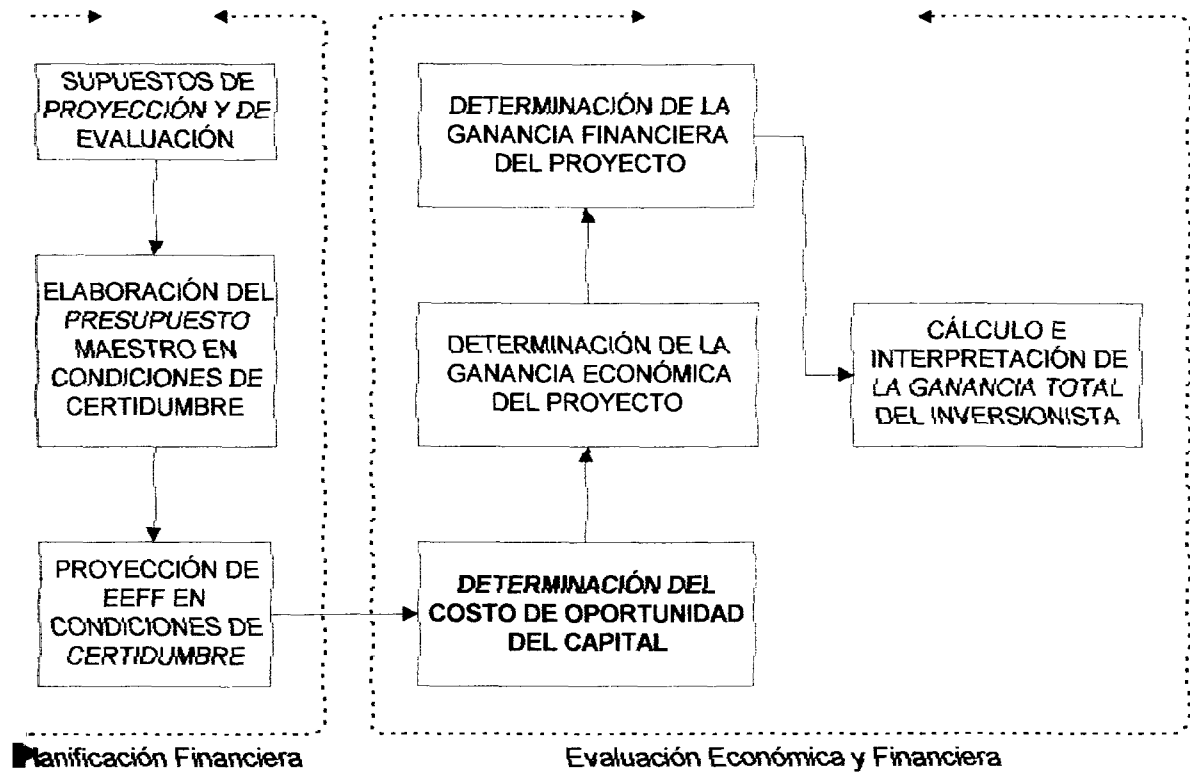 SUPUESTOS DE
PROYECCIÓN Y DE
EVALUACIÓN
ELABORACIÓN DEL
PRESUPUESTO
MAESTRO EN
CONDICIONES DE
CERTIDUMBRE
PROYECCIÓN DE
EEFF EN
CONDICIONES DE
CERTIDUMBRE
Planificación Financiera
DETERMINACIÓN DE LA
GANANCIA FINANCIERA
DEL PROYECTO
DETERMINACIÓN DE LA
GANANCIA ECONÓMICA
DEL PROYECTO
DETERMINACIÓN DEL
COSTO DE OPORTUNIDAD
DEL CAPITAL
CÁLCULO E
INTERPRETACIÓN DE
LA GANANCIA TOTAL
DEL INVERSIONISTA
Evaluación Económica y Financiera